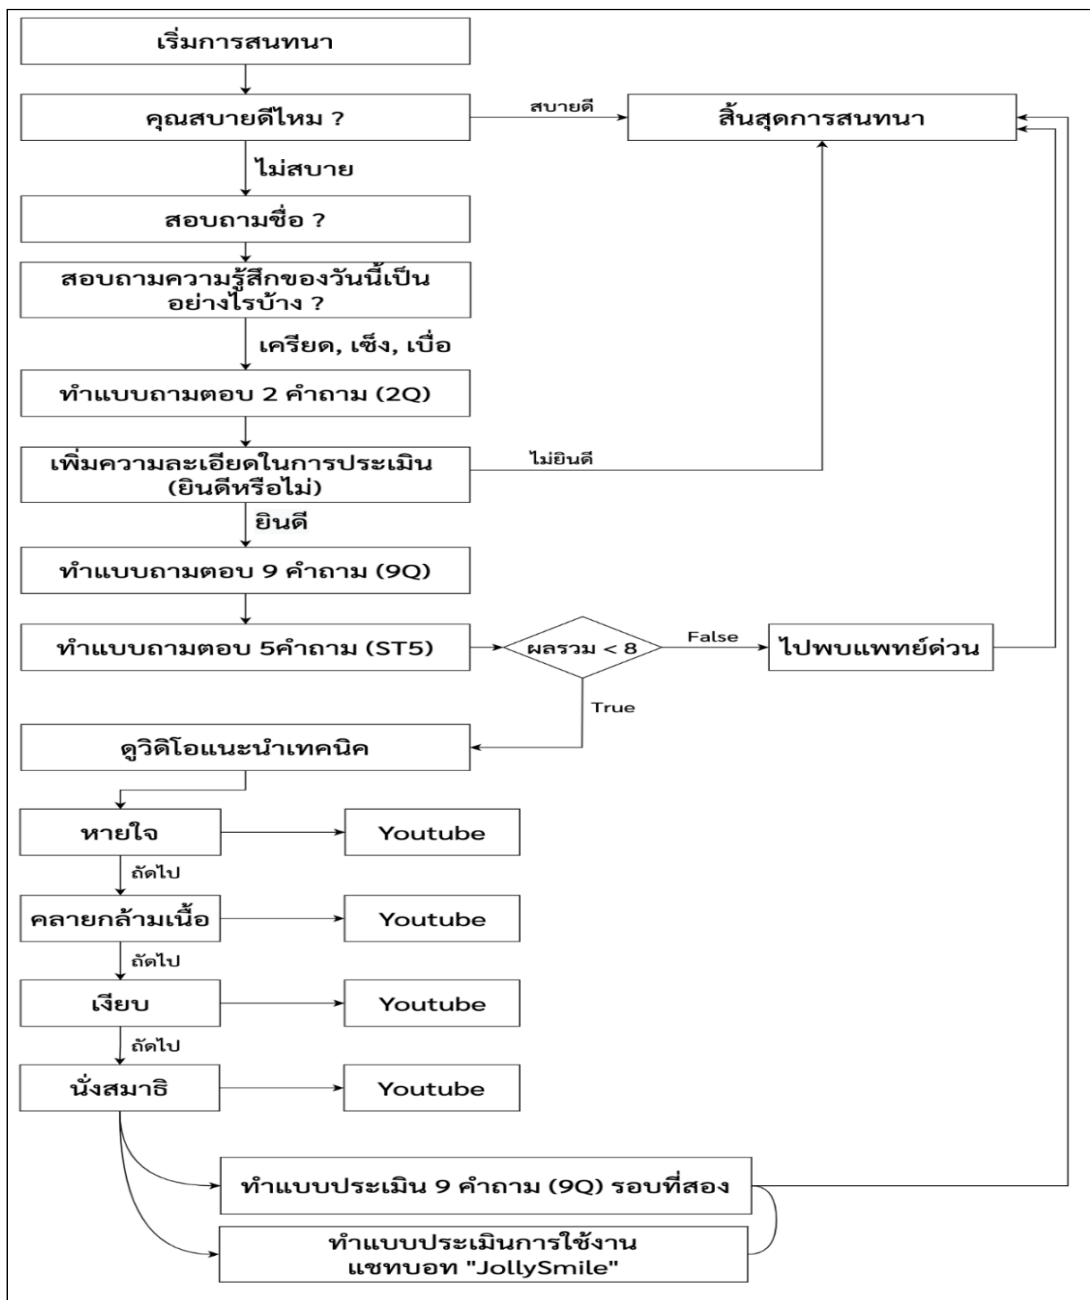 เริ่มการสนทนา
คุณสบายดีไหม ?
สบายดี
สิ้นสุดการสนทนา
ไม่สบาย
สอบถามชื่อ ?
สอบถามความรู้สึกของวันนี้เป็น
อย่างไรบ้าง ?
เครียด, เซ็ง, เบื่อ
ทำแบบถามตอบ 2 คำถาม (2Q)
เพิ่มความละเอียดในการประเมิน
(ยินดีหรือไม่)
ไม่ยินดี
ยินดี
ทำแบบถามตอบ 9 คำถาม (9Q)
ทำแบบถามตอบ 5คำถาม (ST5)
ผลรวม < 8
False
ไปพบแพทย์ด่วน
True
ดูวิดิโอแนะนำเทคนิค
หายใจ
Youtube
ถัดไป
คลายกล้ามเนื้อ
Youtube
ถัดไป
เงียบ
Youtube
ถัดไป
นั่งสมาธิ
Youtube
ทำแบบประเมิน 9 คำถาม (9Q) รอบที่สอง
ทำแบบประเมินการใช้งาน
แชทบอท "JollySmile"